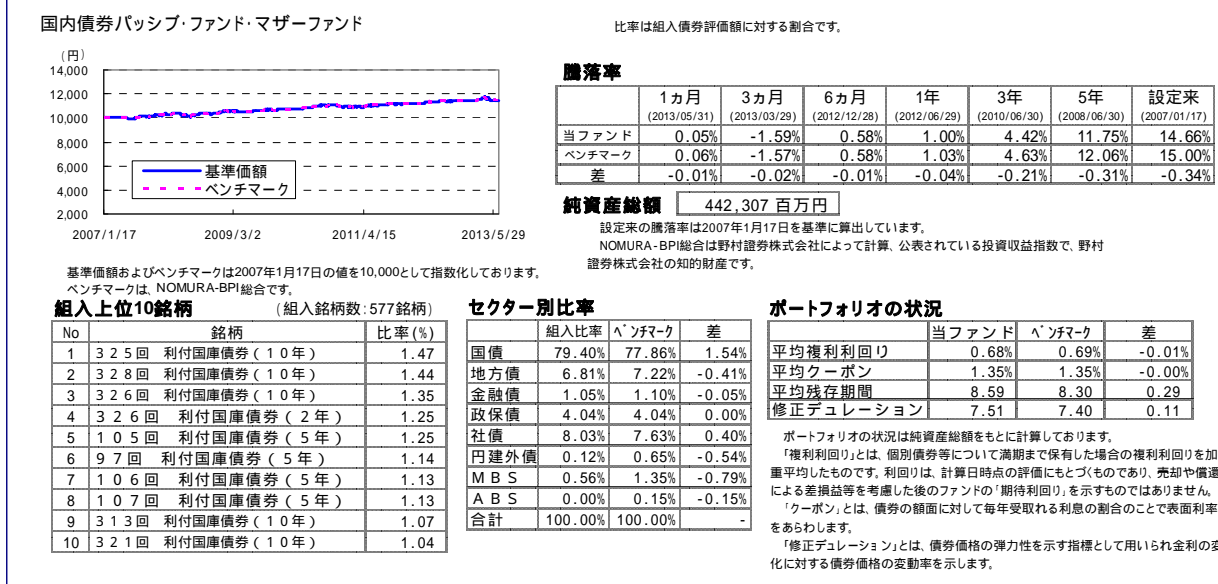 国内債券パッシブ・ファンド・マザーファンド
比率は組入債券評価額に対する割合です。
(円)
14,000
12,000
10,000
8,000
6,000
4,000
2,000
基準価額
ベンチマーク
2007/1/17 2009/3/2 2011/4/15 2013/5/29
基準価額およびベンチマークは2007年1月17日の値を10,000として指数化しております。
ベンチマークは、NOMURA-BPI総合です。
騰落率
1ヵ月 3ヵ月 6ヵ月 1年 3年 5年 設定来
(2013/05/31) (2013/03/29) (2012/12/28) (2012/06/29) (2010/06/30) (2008/06/30) (2007/01/17)
当ファンド 0.05% -1.59% 0.58% 1.00% 4.42% 11.75% 14.66%
ベンチマーク 0.06% -1.57% 0.58% 1.03% 4.63% 12.06% 15.00%
差 -0.01% -0.02% -0.01% -0.04% -0.21% -0.31% -0.34%
純資産総額 442,307 百万円
設定来の騰落率は2007年1月17日を基準に算出しています。
NOMURA-BPI総合は野村證券株式会社によって計算、公表されている投資収益指数で、野村
證券株式会社の知的財産です。
組入上位10銘柄 (組入銘柄数:577銘柄)
No 銘柄 比率(%)
1 325回 利付国庫債券(10年) 1.47
2 328回 利付国庫債券(10年) 1.44
3 326回 利付国庫債券(10年) 1.35
4 326回 利付国庫債券(2年) 1.25
5 105回 利付国庫債券(5年) 1.25
6 97回 利付国庫債券(5年) 1.14
7 106回 利付国庫債券(5年) 1.13
8 107回 利付国庫債券(5年) 1.13
9 313回 利付国庫債券(10年) 1.07
10 321回 利付国庫債券(10年) 1.04
セクター別比率
組入比率 ベンチマーク 差
国債 79.40% 77.86% 1.54%
地方債 6.81% 7.22% -0.41%
金融債 1.05% 1.10% -0.05%
政保債 4.04% 4.04% 0.00%
社債 8.03% 7.63% 0.40%
円建外債 0.12% 0.65% -0.54%
MBS 0.56% 1.35% -0.79%
ABS 0.00% 0.15% -0.15%
合計 100.00% 100.00% -
ポートフォリオの状況
当ファンド ベンチマーク 差
平均複利利回り 0.68% 0.69% -0.01%
平均クーポン 1.35% 1.35% -0.00%
平均残存期間 8.59 8.30 0.29
修正デュレーション 7.51 7.40 0.11
ポートフォリオの状況は純資産総額をもとに計算しております。
「複利利回り」とは、個別債券等について満期まで保有した場合の複利利回りを加
重平均したものです。利回りは、計算日時点の評価にもとづくものであり、売却や償還
による差損益等を考慮した後のファンドの「期待利回り」を示すものではありません。
「クーポン」とは、債券の額面に対して毎年受取れる利息の割合のことで表面利率
をあらわします。
「修正デュレーション」とは、債券価格の弾力性を示す指標として用いられ金利の変
化に対する債券価格の変動率を示します。